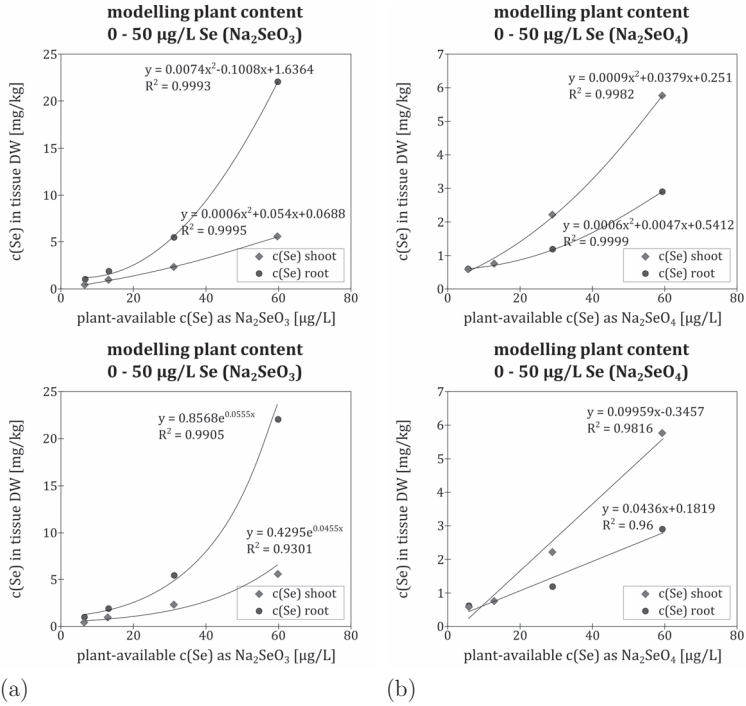 modelling plant content
0 - 50 µg/L Se (Na₂SeO₃)
c(Se) in tissue DW [mg/kg]
25
20
15
10
5
0
y = 0.0074x²-0.1008x+1.6364
R² = 0.9993
y = 0.0006x²+0.054x+0.0688
R² = 0.9995
c(Se) shoot
c(Se) root
0 20 40 60 80
plant-available c(Se) as Na₂SeO₃ [µg/L]
modelling plant content
0 - 50 µg/L Se (Na₂SeO₄)
c(Se) in tissue DW [mg/kg]
7
6
5
4
3
2
1
0
y = 0.0009x²+0.0379x+0.251
R² = 0.9982
y = 0.0006x²+0.0047x+0.5412
R² = 0.9999
c(Se) shoot
c(Se) root
0 20 40 60 80
plant-available c(Se) as Na₂SeO₄ [µg/L]
modelling plant content
0 - 50 µg/L Se (Na₂SeO₃)
c(Se) in tissue DW [mg/kg]
25
20
15
10
5
0
y = 0.8568e^0.0555x
R² = 0.9905
y = 0.4295e^0.0455x
R² = 0.9301
c(Se) shoot
c(Se) root
0 20 40 60 80
plant-available c(Se) as Na₂SeO₃ [µg/L]
modelling plant content
0 - 50 µg/L Se (Na₂SeO₄)
c(Se) in tissue DW [mg/kg]
7
6
5
4
3
2
1
0
y = 0.09959x-0.3457
R² = 0.9816
y = 0.0436x+0.1819
R² = 0.96
c(Se) shoot
c(Se) root
0 20 40 60 80
plant-available c(Se) as Na₂SeO₄ [µg/L]
(a)
(b)